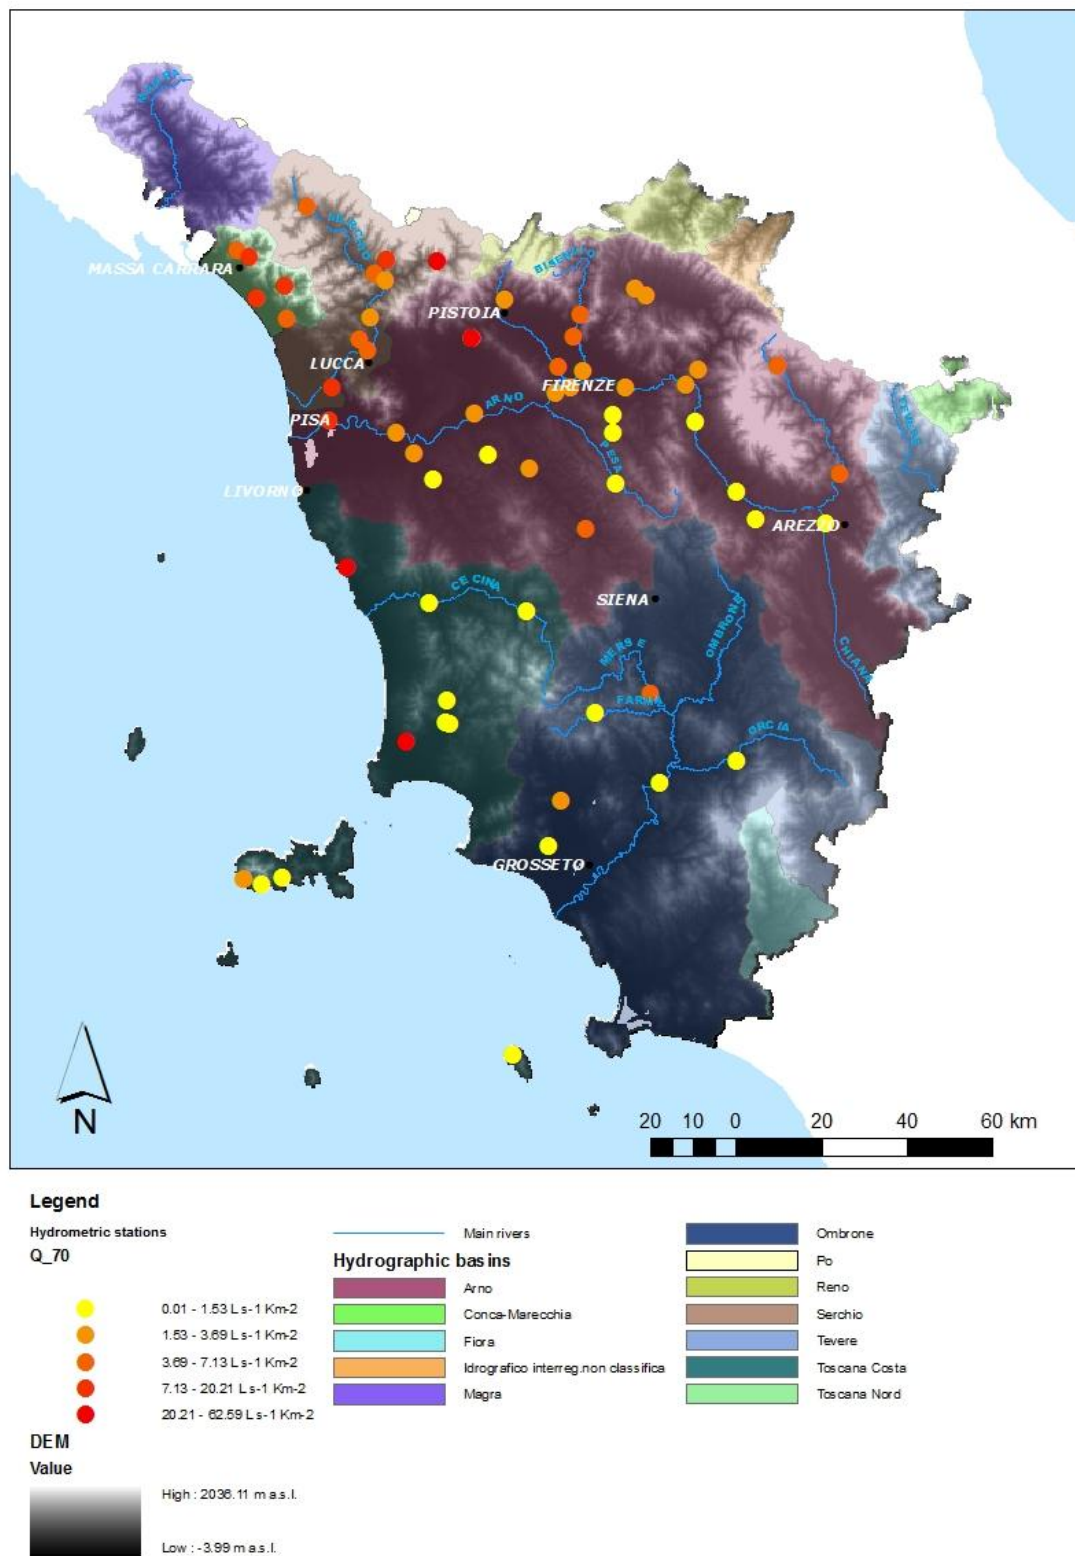 MAGRA
SERCHIO
MASSA CARRARA
BISENZIO
PISTOIA
LUCCA
FIRENZE
ARNO
PISA
PESA
TEVERE
LIVORNO
AREZZO
CECINA
SIENA
OMBRONE
MERSE
CHIANA
FARMA
ORCIA
GROSSETO
N
20 10 0 20 40 60 km
Legend
Hydrometric stations
Q_70
0.01 - 1.53 L s-1 Km-2
1.53 - 3.69 L s-1 Km-2
3.69 - 7.13 L s-1 Km-2
7.13 - 20.21 L s-1 Km-2
20.21 - 62.59 L s-1 Km-2
DEM
Value
High : 2036.11 m a.s.l.
Low : -3.99 m a.s.l.
Main rivers
Hydrographic basins
Arno
Conca-Marecchia
Fiora
Idrografico interreg.non classifica
Magra
Ombrone
Po
Reno
Serchio
Tevere
Toscana Costa
Toscana Nord